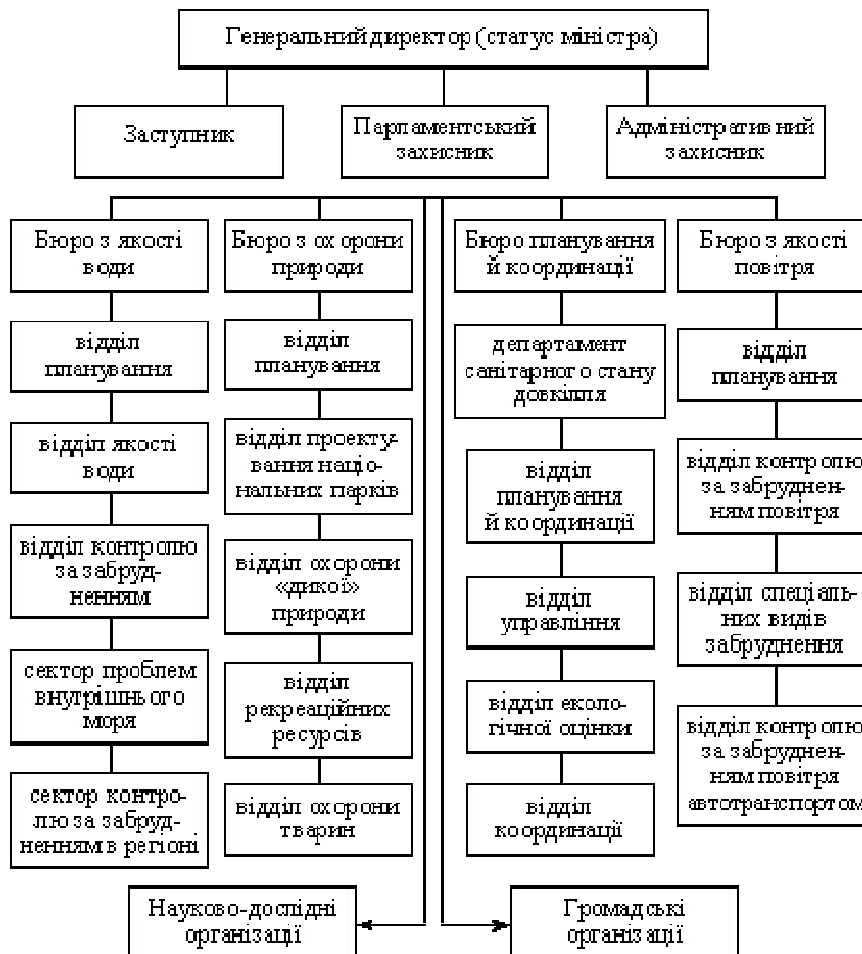 Генеральний директор (статус міністра)
Заступник
Парламентський
захисник
Адміністративний
захисник
Бюро з якості
води
відділ
планування
відділ якості
води
відділ контролю
за забруд-
ненням
сектор проблем
внутрішнього
моря
сектор контро-
лю за забруд-
ненням в регіоні
Бюро з охорони
природи
відділ
планування
відділ проекту-
вання націо-
нальних парків
відділ охорони
«дикої»
природи
відділ
рекреаційних
ресурсів
відділ охорони
тварин
Бюро планування
й координації
департамент
санітарного стану
довкілля
відділ
планування
й координації
відділ
управління
відділ еколо-
гічної оцінки
відділ
координації
Бюро з якості
повітря
відділ
планування
відділ контролю
за забруднен-
ням повітря
відділ спеціаль-
них видів
забруднення
відділ контролю
за забруднен-
ням повітря
автотранспортом
Науково-дослідні
організації
Громадські
організації